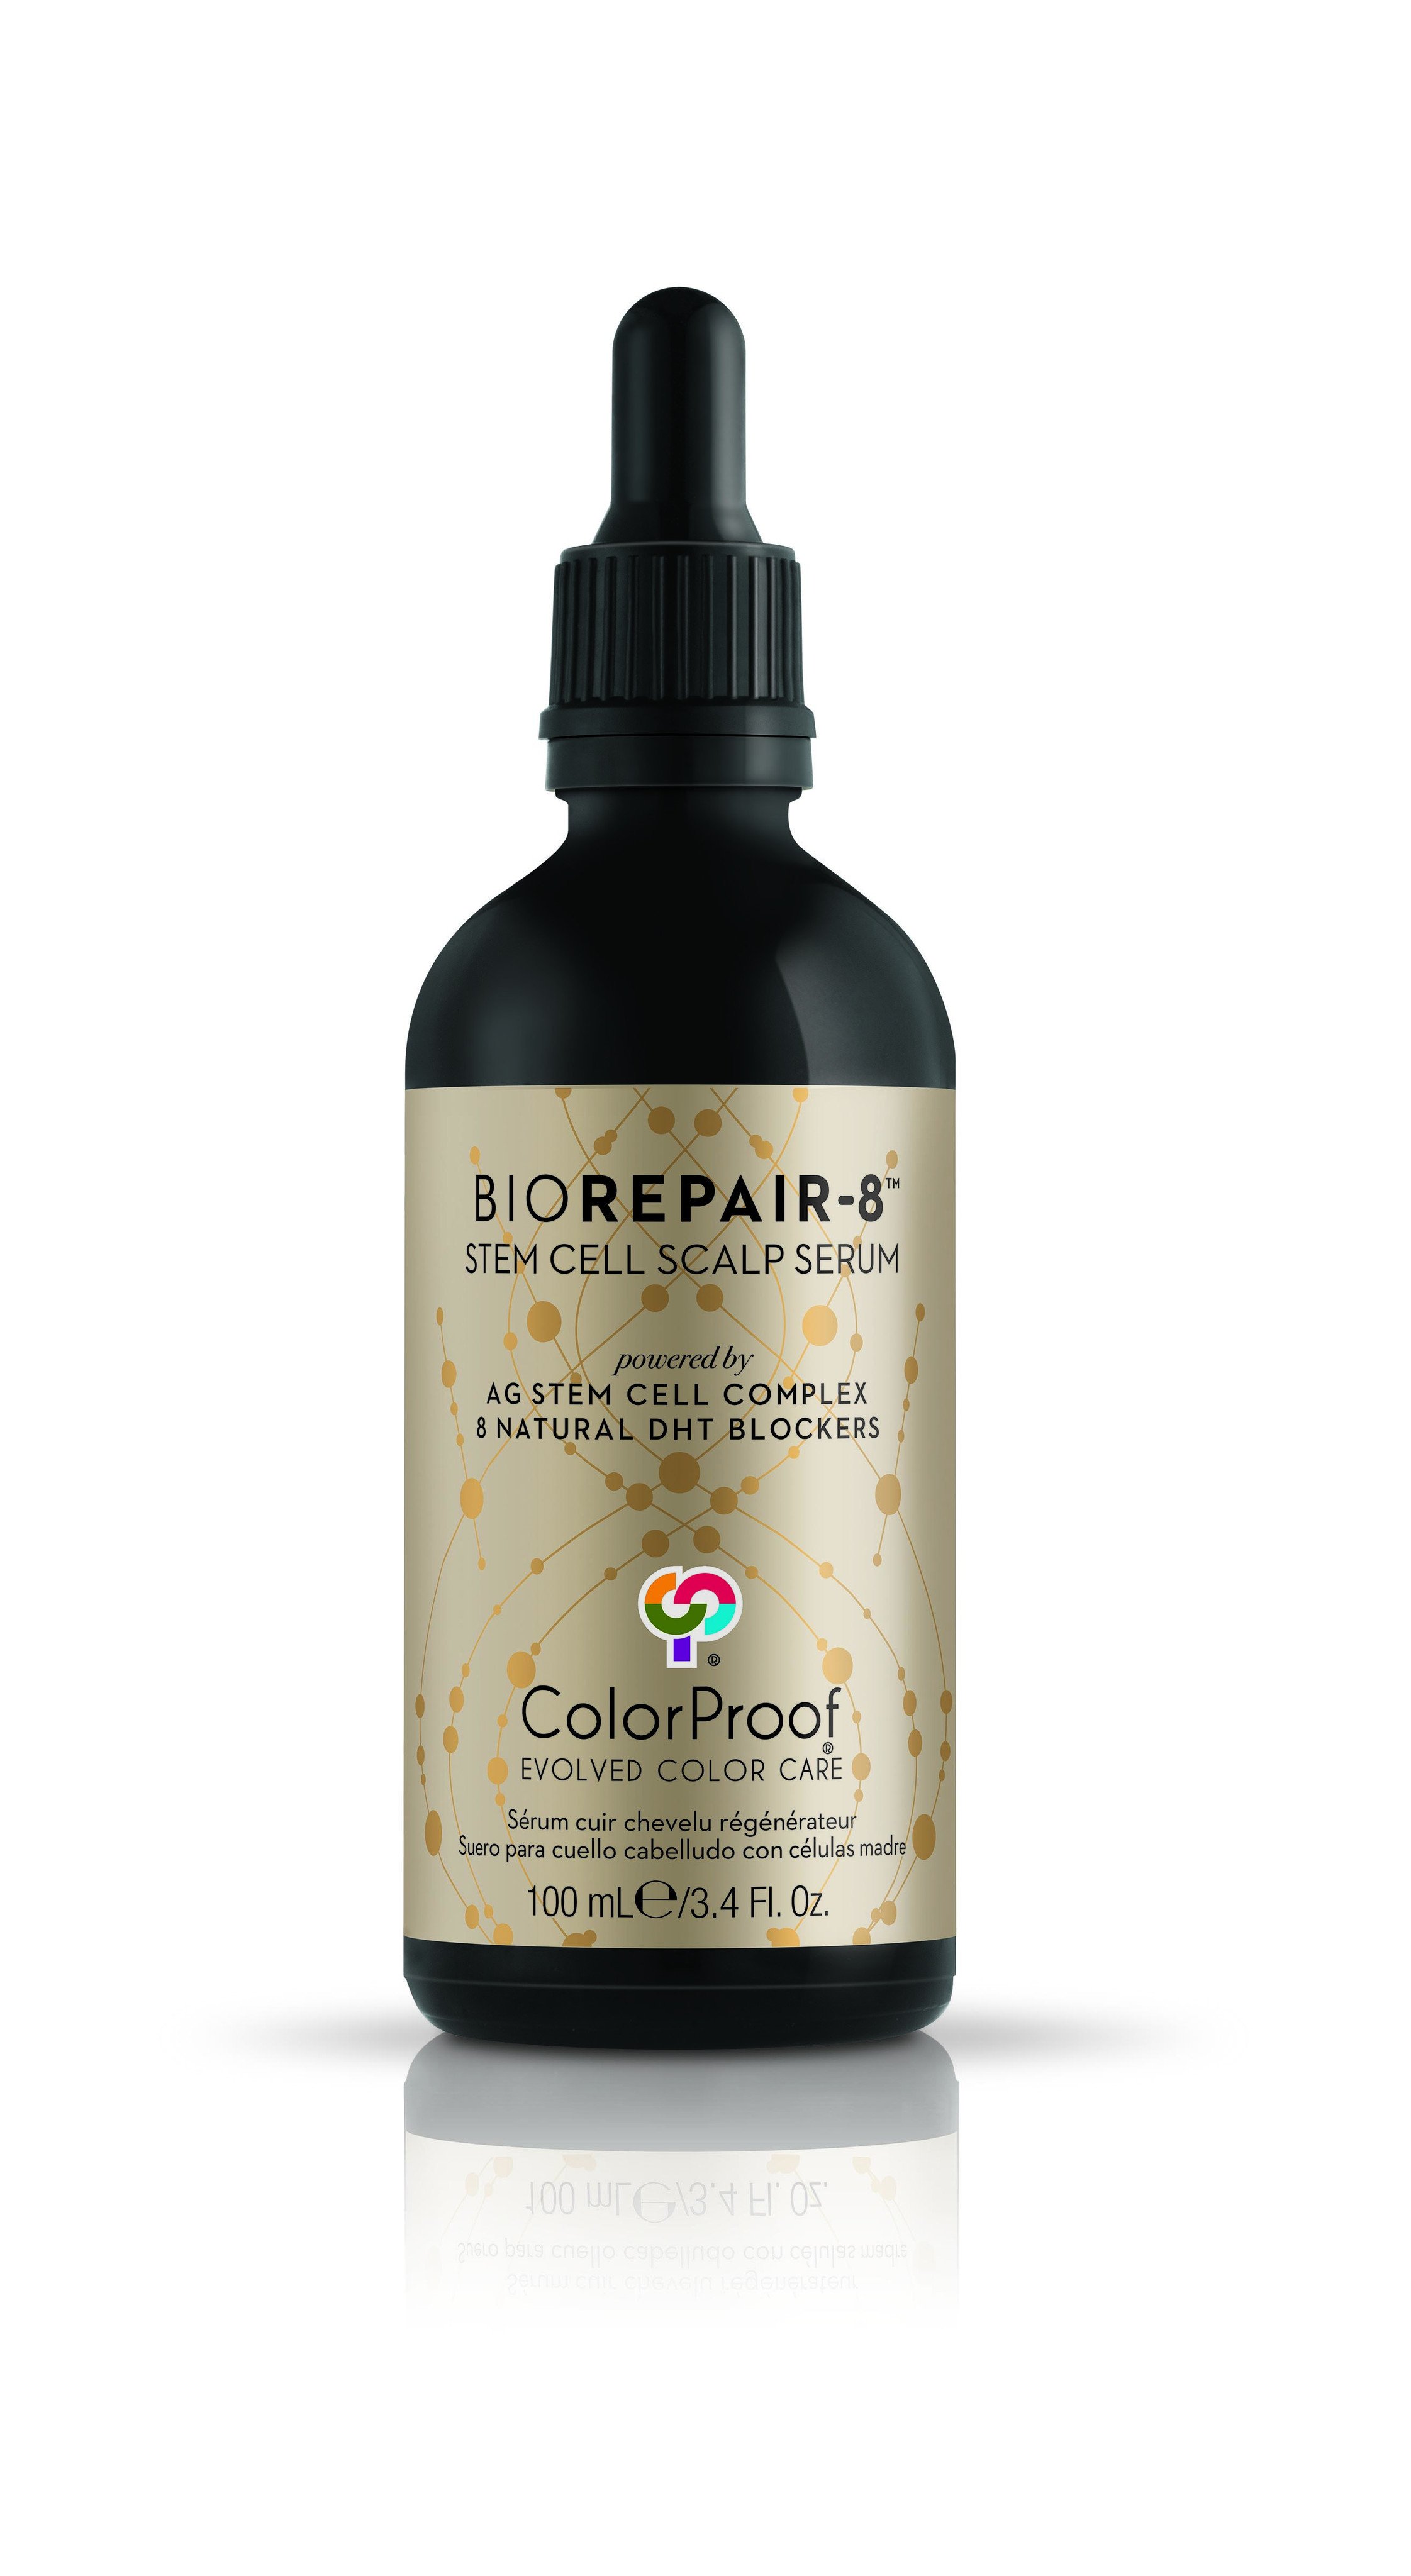 BIOREPAIR-8™
STEM CELL SCALP SERUM
powered by
AG STEM CELL COMPLEX
8 NATURAL DHT BLOCKERS
®
ColorProof®
EVOLVED COLOR CARE
Sérum cuir chevelu régénérateur
Suero para cuello cabelludo con células madre
100 mL℮/3.4 Fl. Oz.